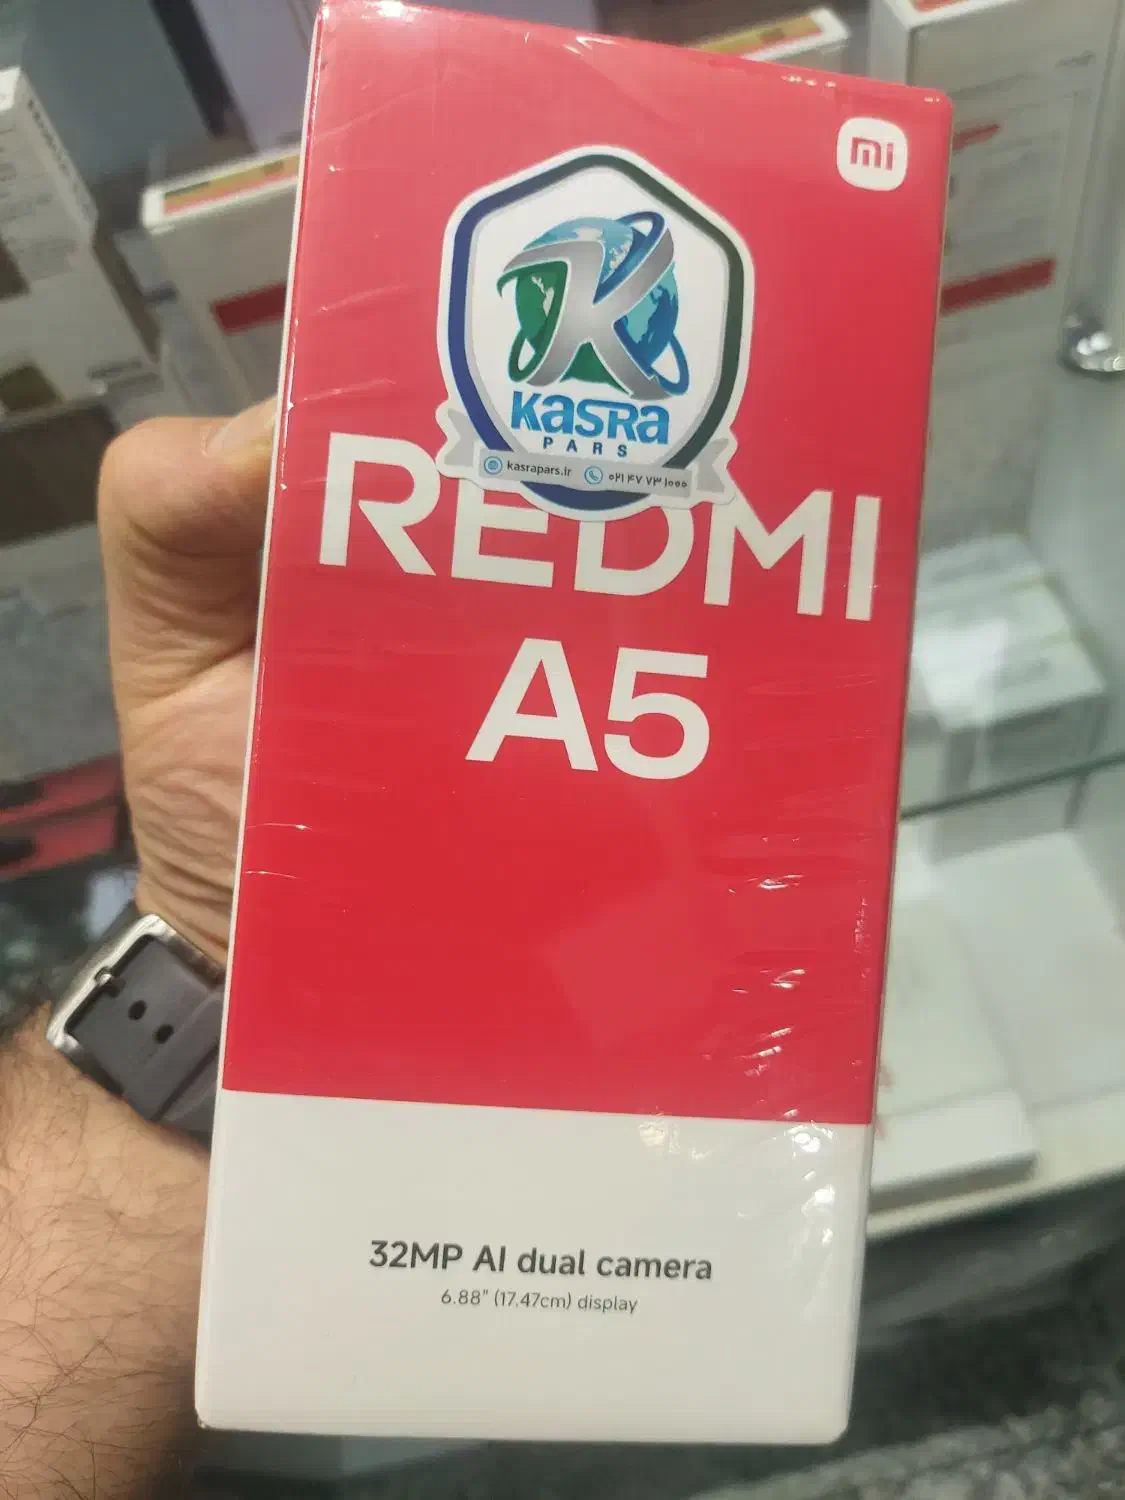 mi
K
KASRA
PARS
kasrapars.ir ۰۲۱ ۴۷ ۷۳ ۱۰۰۰
REDMI
A5
32MP AI dual camera
6.88" (17.47cm) display